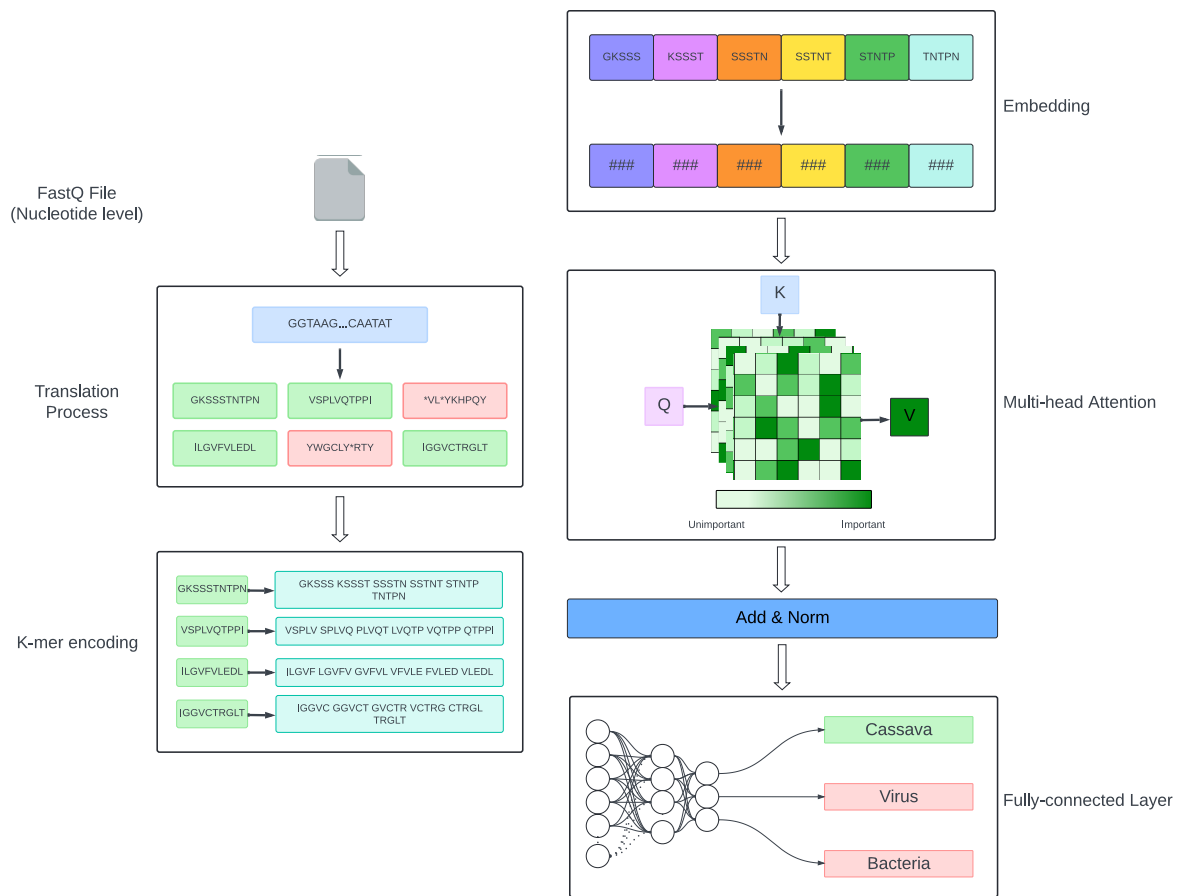 FastQ File
(Nucleotide level)
Translation
Process
GGTAAG...CAATAT
GKSSSTNTPN
VSPLVQTPPI
*VL*YKHPQY
ILGVFVLEDL
YWGCLY*RTY
IGGVCTRGLT
K-mer encoding
GKSSSTNTPN
GKSSS KSSST SSSTN SSTNT STNTP
TNTPN
VSPLVQTPPI
VSPLV SPLVQ PLVQT LVQTP VQTPP QTPPI
ILGVFVLEDL
ILGVF LGVFV GVFVL VFVLE FVLED VLEDL
IGGVCTRGLT
IGGVC GGVCT GVCTR VCTRG CTRGL
TRGLT
GKSSS
KSSST
SSSTN
SSTNT
STNTP
TNTPN
###
###
###
###
###
###
Embedding
K
Q
V
Unimportant
Important
Multi-head Attention
Add & Norm
Cassava
Virus
Bacteria
Fully-connected Layer